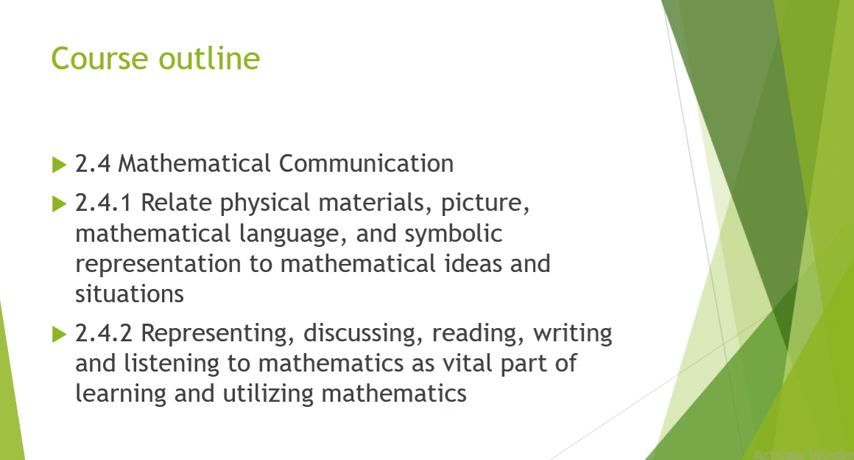 Course outline
2.4 Mathematical Communication
2.4.1 Relate physical materials, picture,
mathematical language, and symbolic
representation to mathematical ideas and
situations
2.4.2 Representing, discussing, reading, writing
and listening to mathematics as vital part of
learning and utilizing mathematics